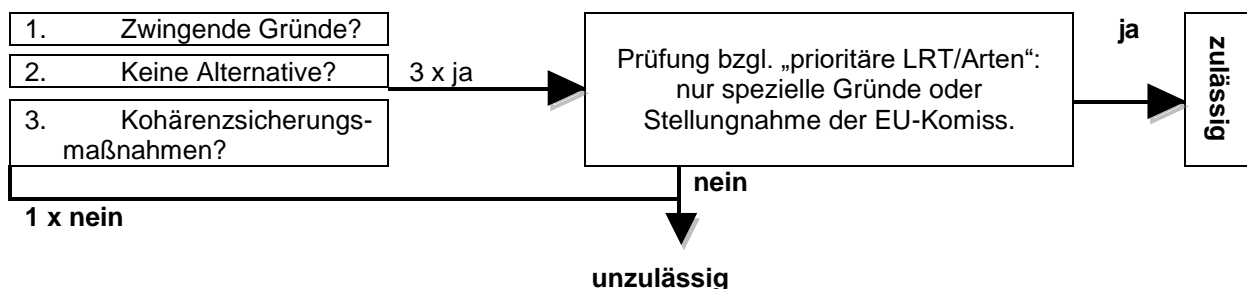 1. Zwingende Gründe?
2. Keine Alternative?
3. Kohärenzsicherungs-
maßnahmen?
3 x ja
Prüfung bzgl. „prioritäre LRT/Arten“:
nur spezielle Gründe oder
Stellungnahme der EU-Komiss.
ja
zulässig
nein
1 x nein
unzulässig